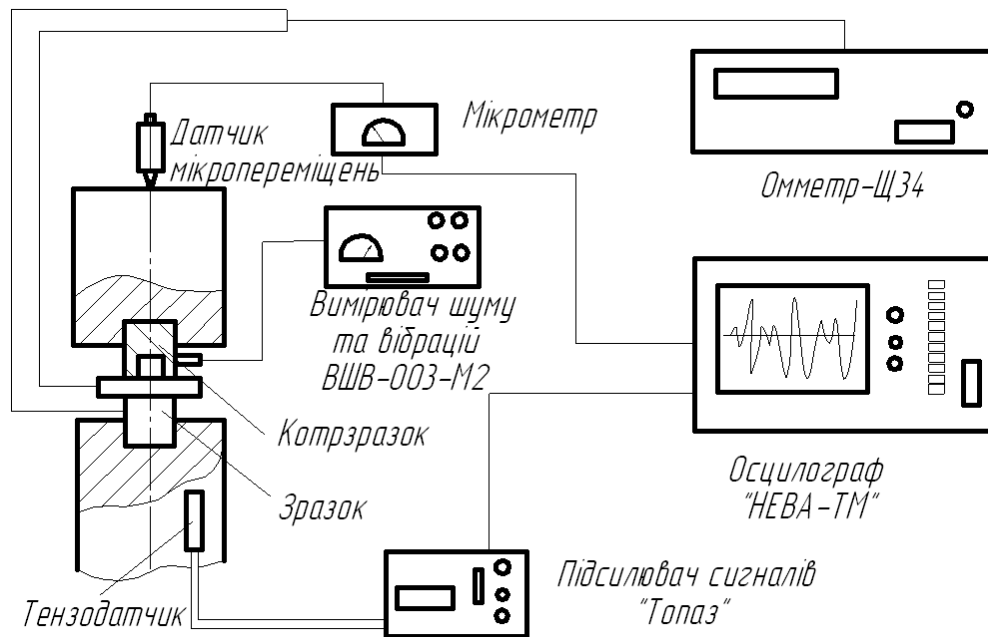 Датчик
мікропереміщень
Мікрометр
Омметр-Щ34
Вимірювач шуму
та вібрацій
ВШВ-003-М2
Котрзразок
Зразок
Осцилограф
"НЕВА-ТМ"
Тензодатчик
Підсилювач сигналів
"Топаз"